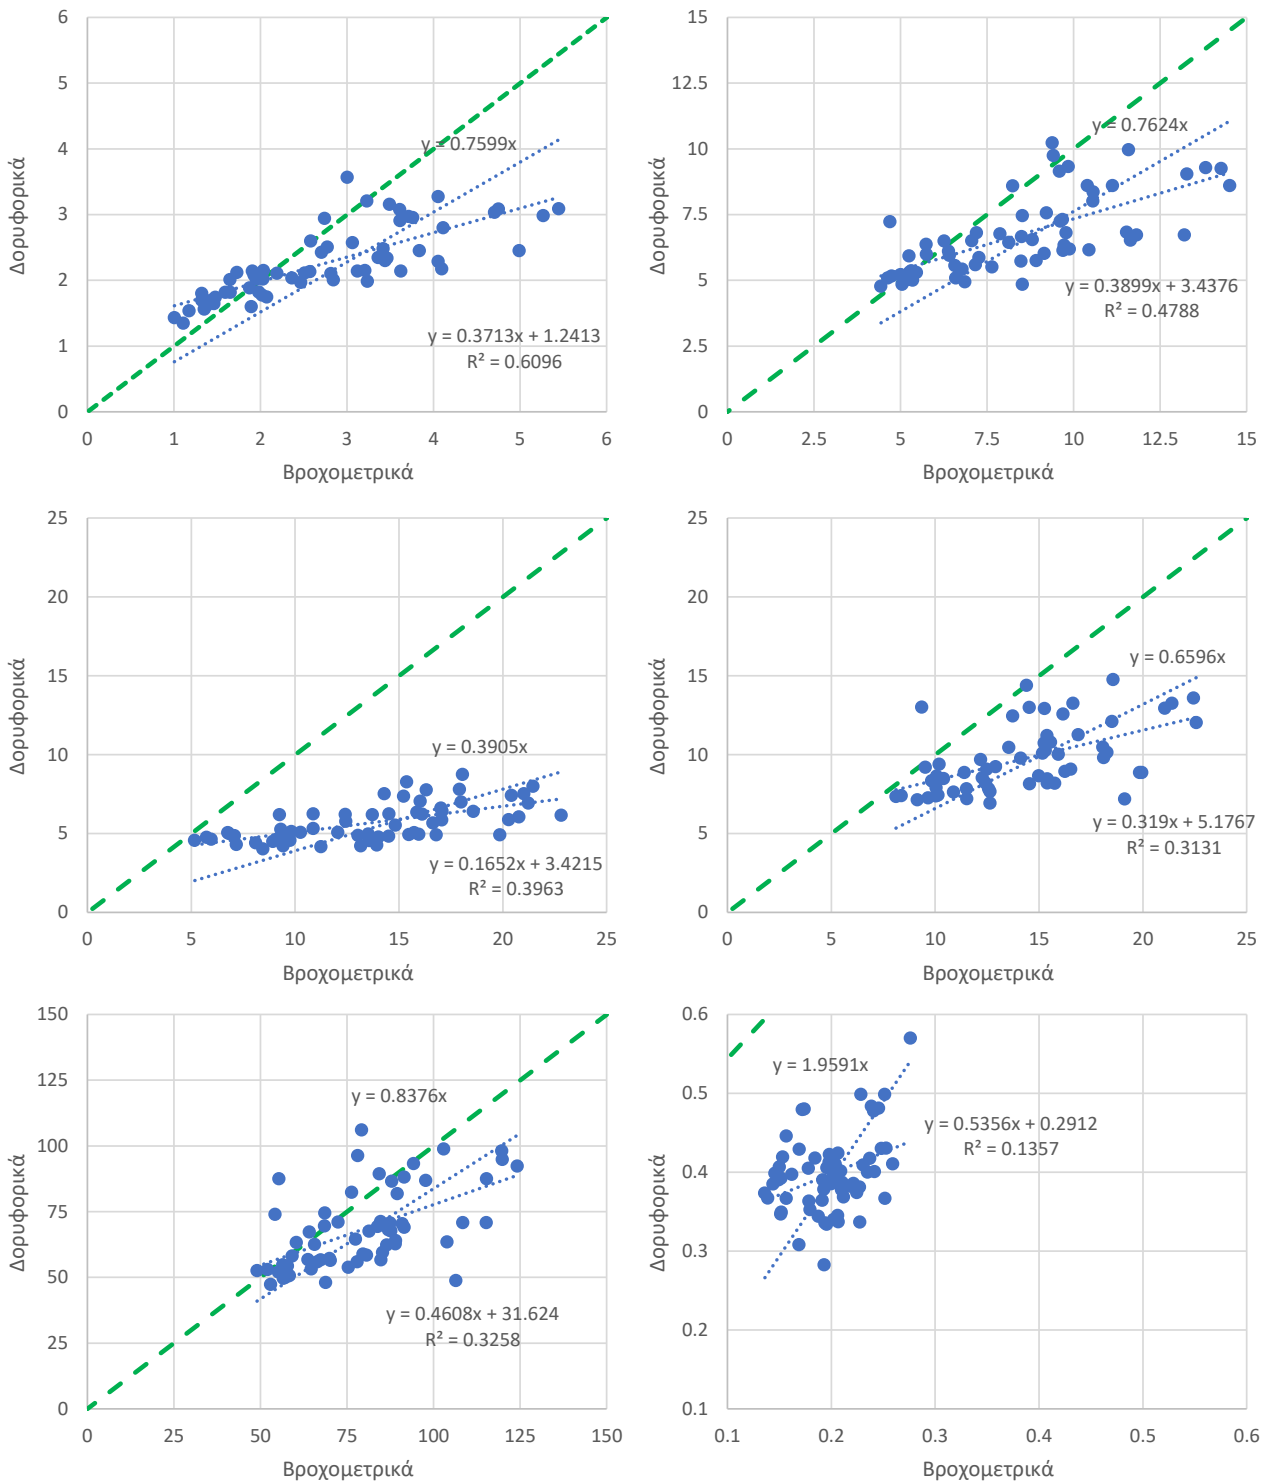 6
5
4
3
2
1
0
0 1 2 3 4 5 6
Δορυφορικά
Βροχομετρικά
y = 0.7599x
y = 0.3713x + 1.2413
R² = 0.6096
15
12.5
10
7.5
5
2.5
0
0 2.5 5 7.5 10 12.5 15
Δορυφορικά
Βροχομετρικά
y = 0.7624x
y = 0.3899x + 3.4376
R² = 0.4788
25
20
15
10
5
0
0 5 10 15 20 25
Δορυφορικά
Βροχομετρικά
y = 0.3905x
y = 0.1652x + 3.4215
R² = 0.3963
25
20
15
10
5
0
0 5 10 15 20 25
Δορυφορικά
Βροχομετρικά
y = 0.6596x
y = 0.319x + 5.1767
R² = 0.3131
150
125
100
75
50
25
0
0 25 50 75 100 125 150
Δορυφορικά
Βροχομετρικά
y = 0.8376x
y = 0.4608x + 31.624
R² = 0.3258
0.6
0.5
0.4
0.3
0.2
0.1
0.1 0.2 0.3 0.4 0.5 0.6
Δορυφορικά
Βροχομετρικά
y = 1.9591x
y = 0.5356x + 0.2912
R² = 0.1357